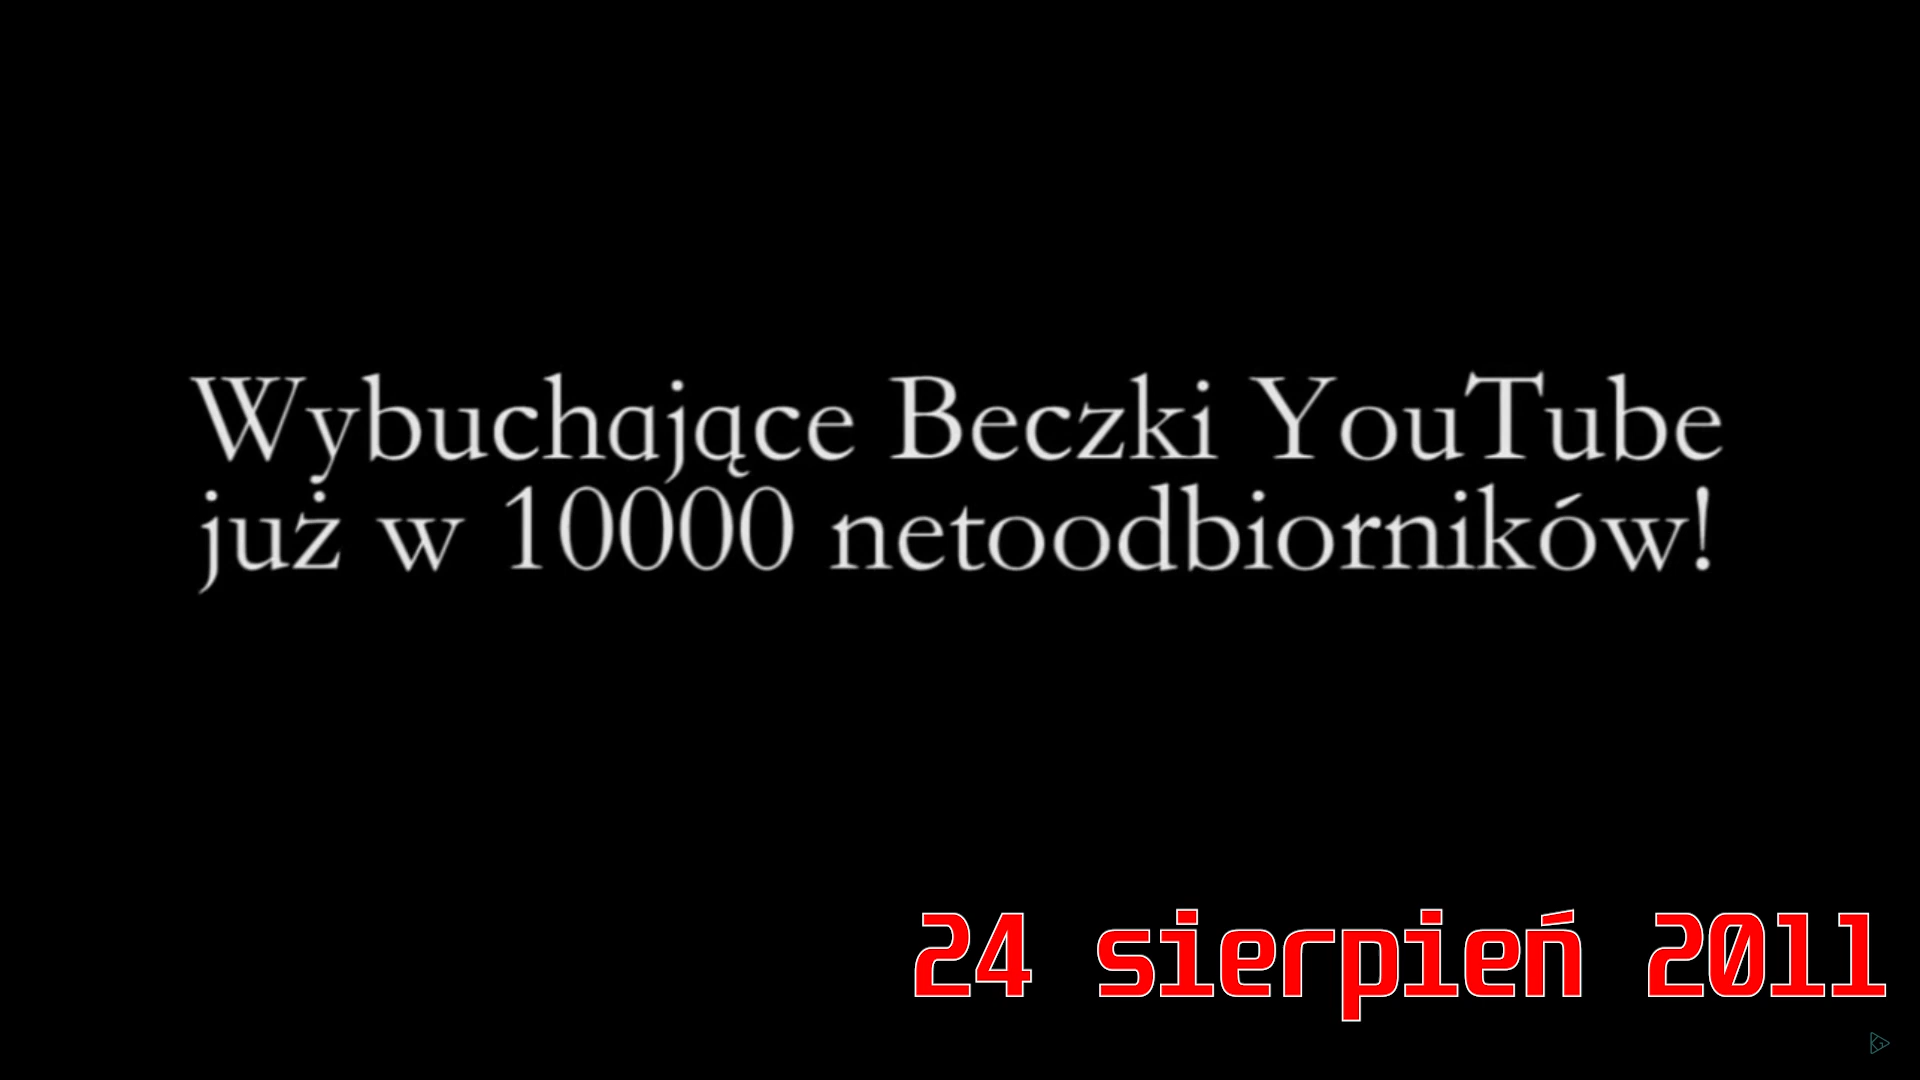 Wybuchające Beczki YouTube
już w 10000 netoodbiorników!
24 sierpień 2011